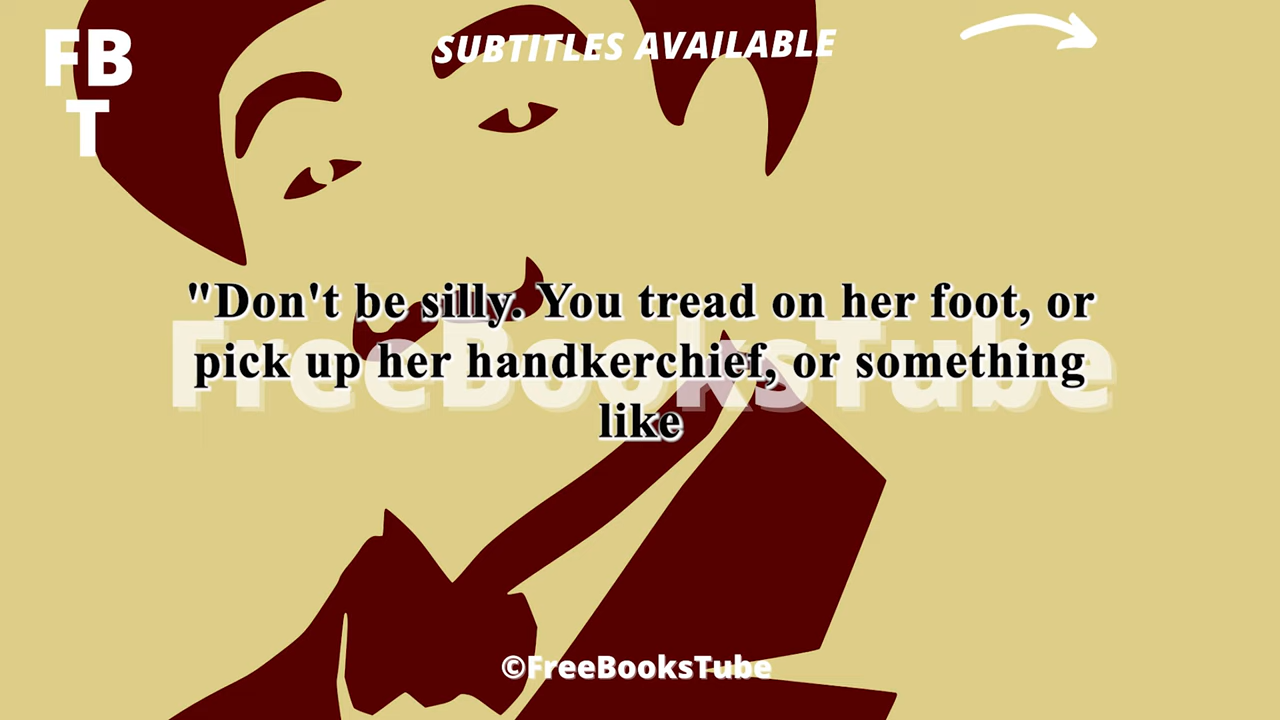 FB
T
SUBTITLES AVAILABLE
"Don't be silly. You tread on her foot, or
pick up her handkerchief, or something
like
FreeBooksTube
©FreeBooksTube